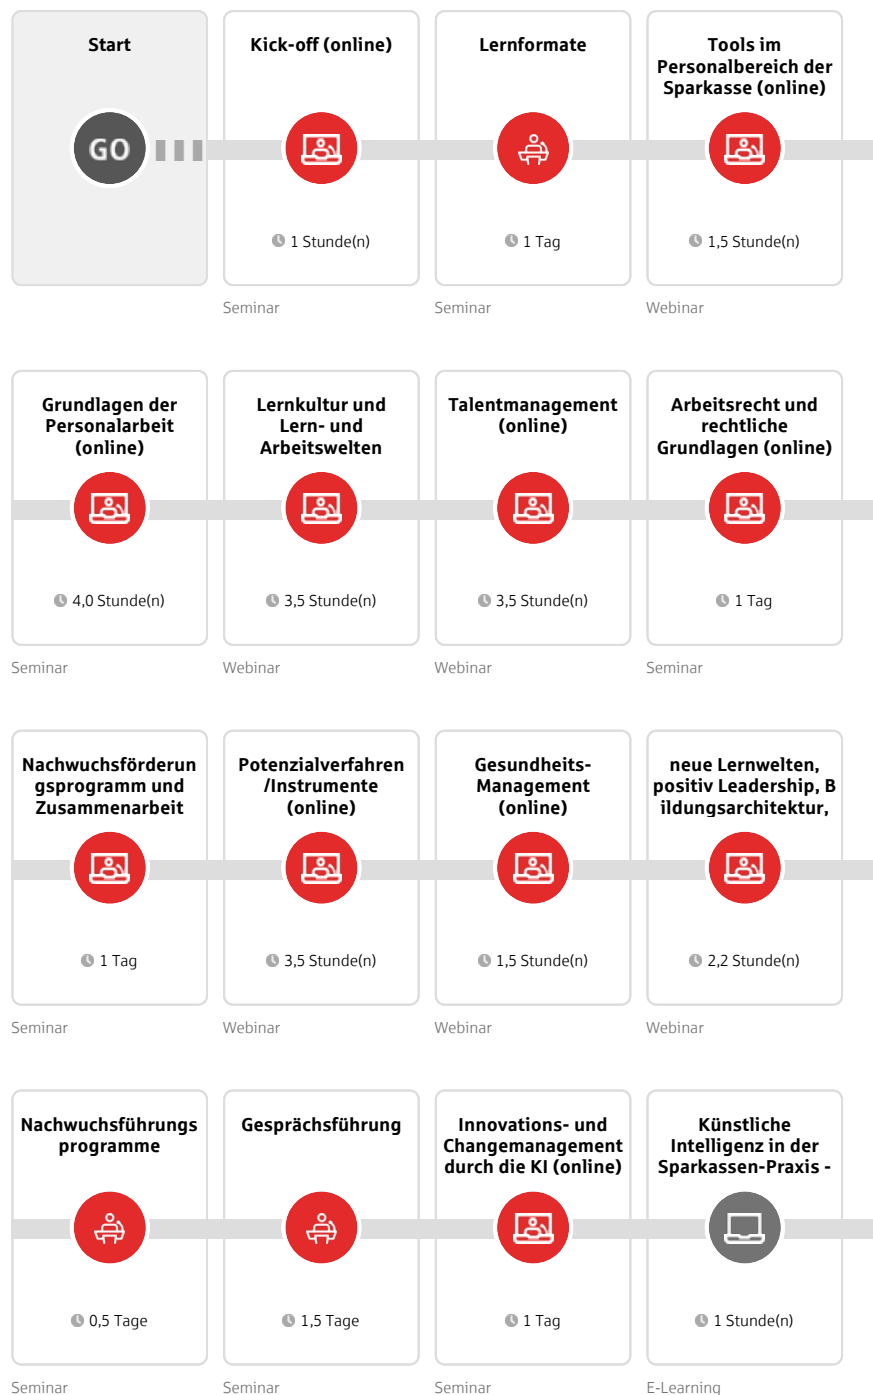 Start
GO
Kick-off (online)
1 Stunde(n)
Seminar
Lernformate
1 Tag
Seminar
Tools im
Personalbereich der
Sparkasse (online)
1,5 Stunde(n)
Webinar
Grundlagen der
Personalarbeit
(online)
4,0 Stunde(n)
Seminar
Lernkultur und
Lern- und
Arbeitswelten
3,5 Stunde(n)
Webinar
Talentmanagement
(online)
3,5 Stunde(n)
Webinar
Arbeitsrecht und
rechtliche
Grundlagen (online)
1 Tag
Seminar
Nachwuchsförderun
gsprogramm und
Zusammenarbeit
1 Tag
Seminar
Potenzialverfahren
/Instrumente
(online)
3,5 Stunde(n)
Webinar
Gesundheits-
Management
(online)
1,5 Stunde(n)
Webinar
neue Lernwelten,
positiv Leadership, B
ildungsarchitektur,
2,2 Stunde(n)
Webinar
Nachwuchsführungs
programme
0,5 Tage
Seminar
Gesprächsführung
1,5 Tage
Seminar
Innovations- und
Changemanagement
durch die KI (online)
1 Tag
Seminar
Künstliche
Intelligenz in der
Sparkassen-Praxis -
1 Stunde(n)
E-Learning